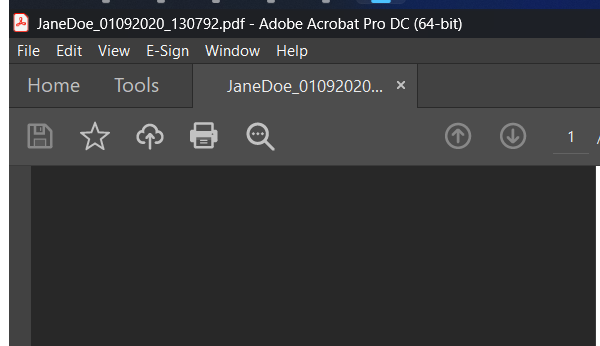 JaneDoe_01092020_130792.pdf - Adobe Acrobat Pro DC (64-bit)
File Edit View E-Sign Window Help
Home Tools JaneDoe_01092020... ×
1 /